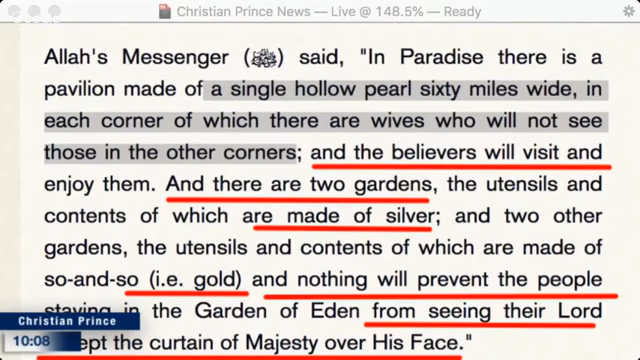 Christian Prince News — Live @ 148.5% — Ready
Allah's Messenger (ﷺ) said, "In Paradise there is a
pavilion made of a single hollow pearl sixty miles wide, in
each corner of which there are wives who will not see
those in the other corners; and the believers will visit and
enjoy them. And there are two gardens, the utensils and
contents of which are made of silver; and two other
gardens, the utensils and contents of which are made of
so-and-so (i.e. gold) and nothing will prevent the people
staying in the Garden of Eden from seeing their Lord
the curtain of Majesty over His Face."
Christian Prince
10:08